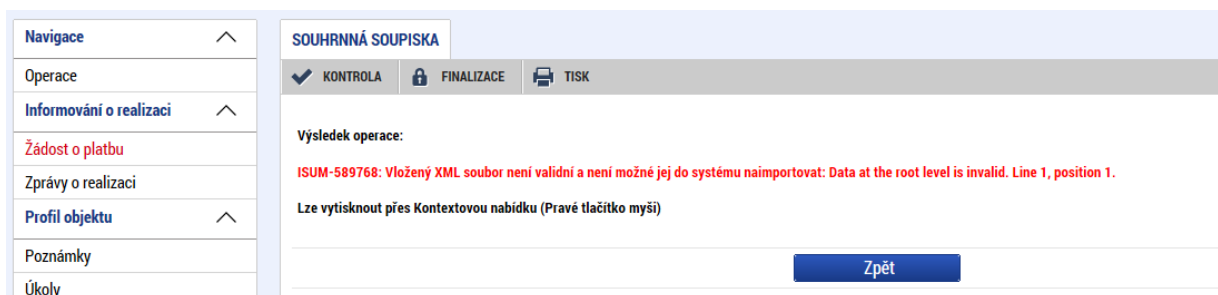 Navigace
Operace
Informování o realizaci
Žádost o platbu
Zprávy o realizaci
Profil objektu
Poznámky
Úkoly
SOUHRNNÁ SOUPISKA
KONTROLA FINALIZACE TISK
Výsledek operace:
ISUM-589768: Vložený XML soubor není validní a není možné jej do systému naimportovat: Data at the root level is invalid. Line 1, position 1.
Lze vytisknout přes Kontextovou nabídku (Pravé tlačítko myši)
Zpět